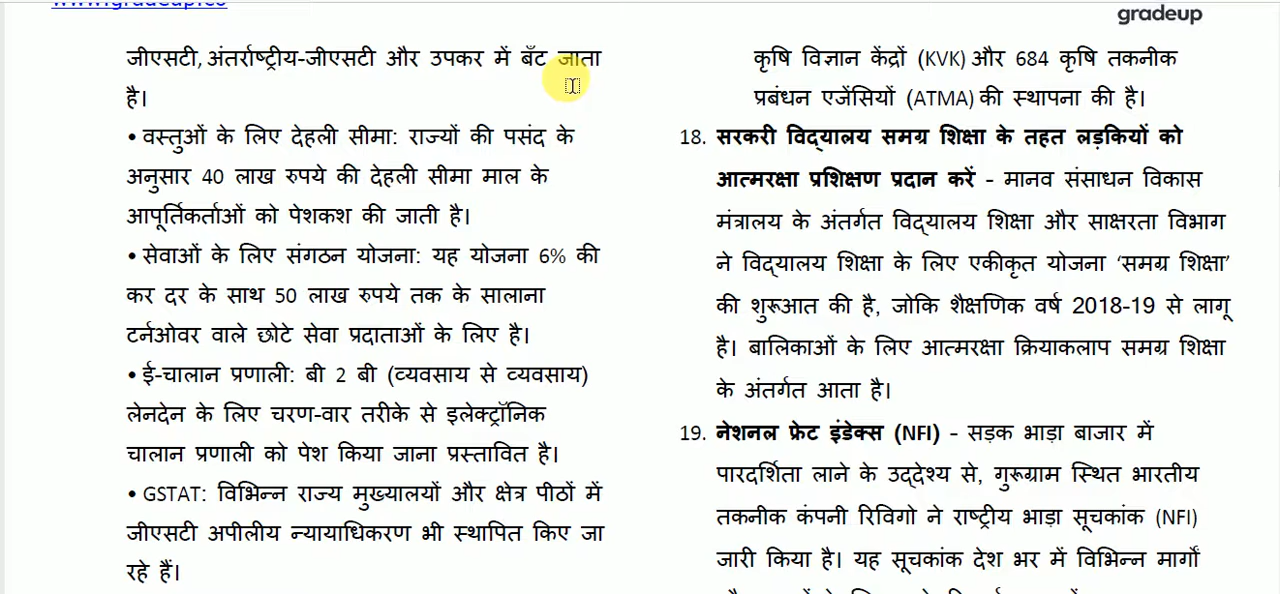 gradeup
जीएसटी, अंतर्राष्ट्रीय-जीएसटी और उपकर में बँट जाता
है।
• वस्तुओं के लिए देहली सीमा: राज्यों की पसंद के
अनुसार 40 लाख रुपये की देहली सीमा माल के
आपूर्तिकर्ताओं को पेशकश की जाती है।
• सेवाओं के लिए संगठन योजना: यह योजना 6% की
कर दर के साथ 50 लाख रुपये तक के सालाना
टर्नओवर वाले छोटे सेवा प्रदाताओं के लिए है।
• ई-चालान प्रणाली: बी 2 बी (व्यवसाय से व्यवसाय)
लेनदेन के लिए चरण-वार तरीके से इलेक्ट्रॉनिक
चालान प्रणाली को पेश किया जाना प्रस्तावित है।
• GSTAT: विभिन्न राज्य मुख्यालयों और क्षेत्र पीठों में
जीएसटी अपीलीय न्यायाधिकरण भी स्थापित किए जा
रहे हैं।
कृषि विज्ञान केंद्रों (KVK) और 684 कृषि तकनीक
प्रबंधन एजेंसियों (ATMA) की स्थापना की है।
18. सरकरी विद्यालय समग्र शिक्षा के तहत लड़कियों को
आत्मरक्षा प्रशिक्षण प्रदान करें - मानव संसाधन विकास
मंत्रालय के अंतर्गत विद्यालय शिक्षा और साक्षरता विभाग
ने विद्यालय शिक्षा के लिए एकीकृत योजना ‘समग्र शिक्षा’
की शुरूआत की है, जोकि शैक्षणिक वर्ष 2018-19 से लागू
है। बालिकाओं के लिए आत्मरक्षा क्रियाकलाप समग्र शिक्षा
के अंतर्गत आता है।
19. नेशनल फ्रेट इंडेक्स (NFI) - सड़क भाड़ा बाजार में
पारदर्शिता लाने के उद्देश्य से, गुरूग्राम स्थित भारतीय
तकनीक कंपनी रिविगो ने राष्ट्रीय भाड़ा सूचकांक (NFI)
जारी किया है। यह सूचकांक देश भर में विभिन्न मार्गों